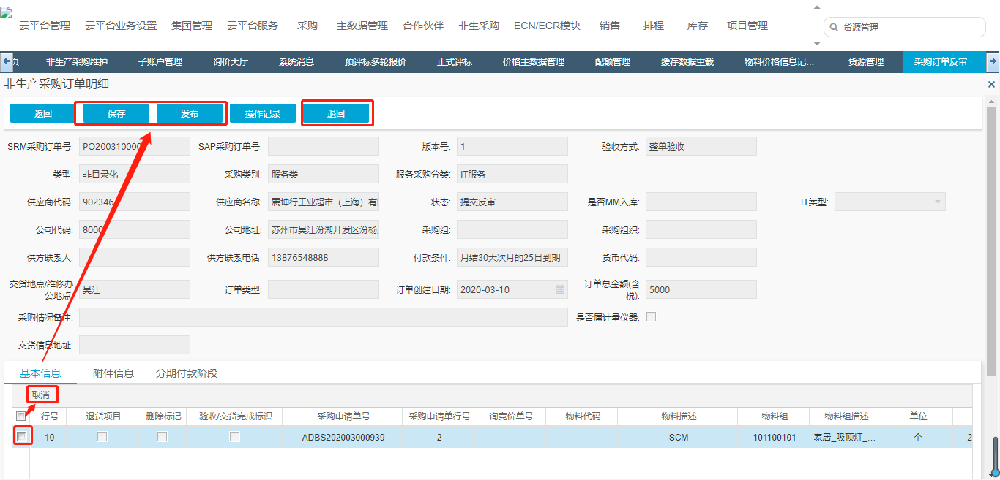 云平台管理 云平台业务设置 集团管理 云平台服务 采购 主数据管理 合作伙伴 非生采购 ECN/ECR模块 销售 排程 库存 项目管理 货源管理
页 非生产采购维护 子账户管理 询价大厅 系统消息 预评标多轮报价 正式评标 价格主数据管理 配额管理 缓存数据重载 物料价格信息记... 货源管理 采购订单反审
非生产采购订单明细
返回 保存 发布 操作记录 退回
SRM采购订单号: PO200310000 SAP采购订单号: 版本号: 1 验收方式: 整单验收
类型: 非目录化 采购类别: 服务类 服务采购分类: IT服务
供应商代码: 902346 供应商名称: 震坤行工业超市（上海）有 状态: 提交反审 是否MM入库: IT类型:
公司代码: 8000 公司地址: 苏州市吴江汾湖开发区汾杨 采购组: 采购组织:
供方联系人: 供方联系电话: 13876548888 付款条件: 月结30天次月的25日到期 货币代码:
交货地点/维修办公地点: 吴江 订单类型: 订单创建日期: 2020-03-10 订单总金额(含税): 5000
采购情况备注: 是否属计量仪器:
交货信息地址:
基本信息 附件信息 分期付款阶段
取消
行号 退货项目 删除标记 验收/交货完成标识 采购申请单号 采购申请单行号 询竞价单号 物料代码 物料描述 物料组 物料组描述 单位
10 ADBS202003000939 2 SCM 101100101 家居_吸顶灯_... 个 2